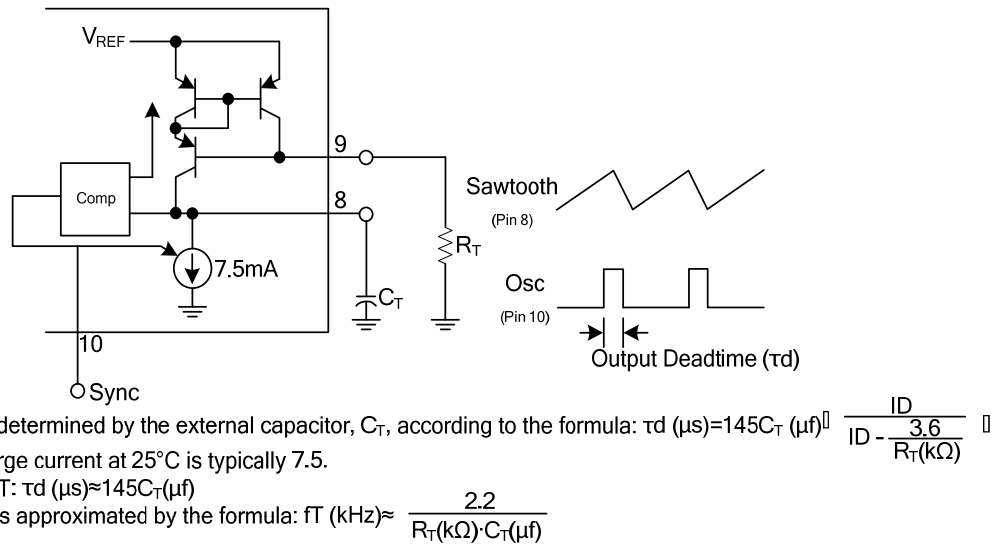 VREF
9
Comp
8
Sawtooth
(Pin 8)
RT
7.5mA
Osc
CT
(Pin 10)
10
Output Deadtime (τd)
Sync
determined by the external capacitor, CT, according to the formula: τd (µs)=145CT (µf) ID / ID - 3.6 / RT(kΩ)
rge current at 25°C is typically 7.5.
T: τd (µs)≈145CT(µf)
s approximated by the formula: fT (kHz)≈ 2.2 / RT(kΩ)·CT(µf)